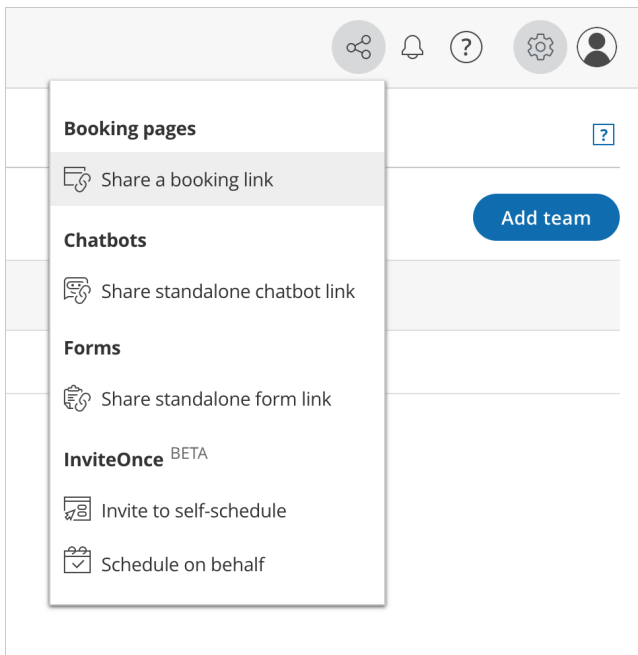 ?
Booking pages
?
Share a booking link
Add team
Chatbots
Share standalone chatbot link
Forms
Share standalone form link
InviteOnce BETA
Invite to self-schedule
Schedule on behalf